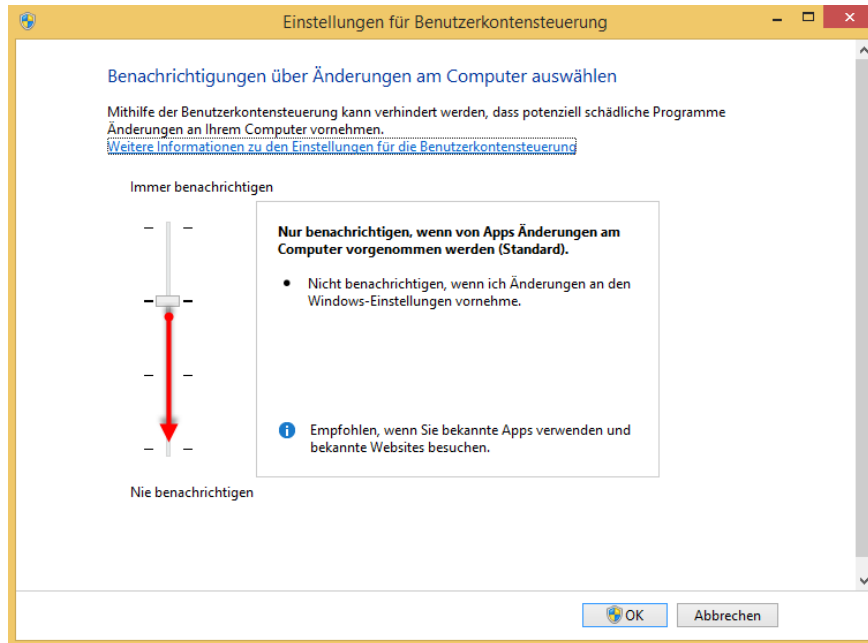 Einstellungen für Benutzerkontensteuerung
Benachrichtigungen über Änderungen am Computer auswählen
Mithilfe der Benutzerkontensteuerung kann verhindert werden, dass potenziell schädliche Programme
Änderungen an Ihrem Computer vornehmen.
Weitere Informationen zu den Einstellungen für die Benutzerkontensteuerung
Immer benachrichtigen
Nur benachrichtigen, wenn von Apps Änderungen am
Computer vorgenommen werden (Standard).
• Nicht benachrichtigen, wenn ich Änderungen an den
Windows-Einstellungen vornehme.
Empfohlen, wenn Sie bekannte Apps verwenden und
bekannte Websites besuchen.
Nie benachrichtigen
OK
Abbrechen